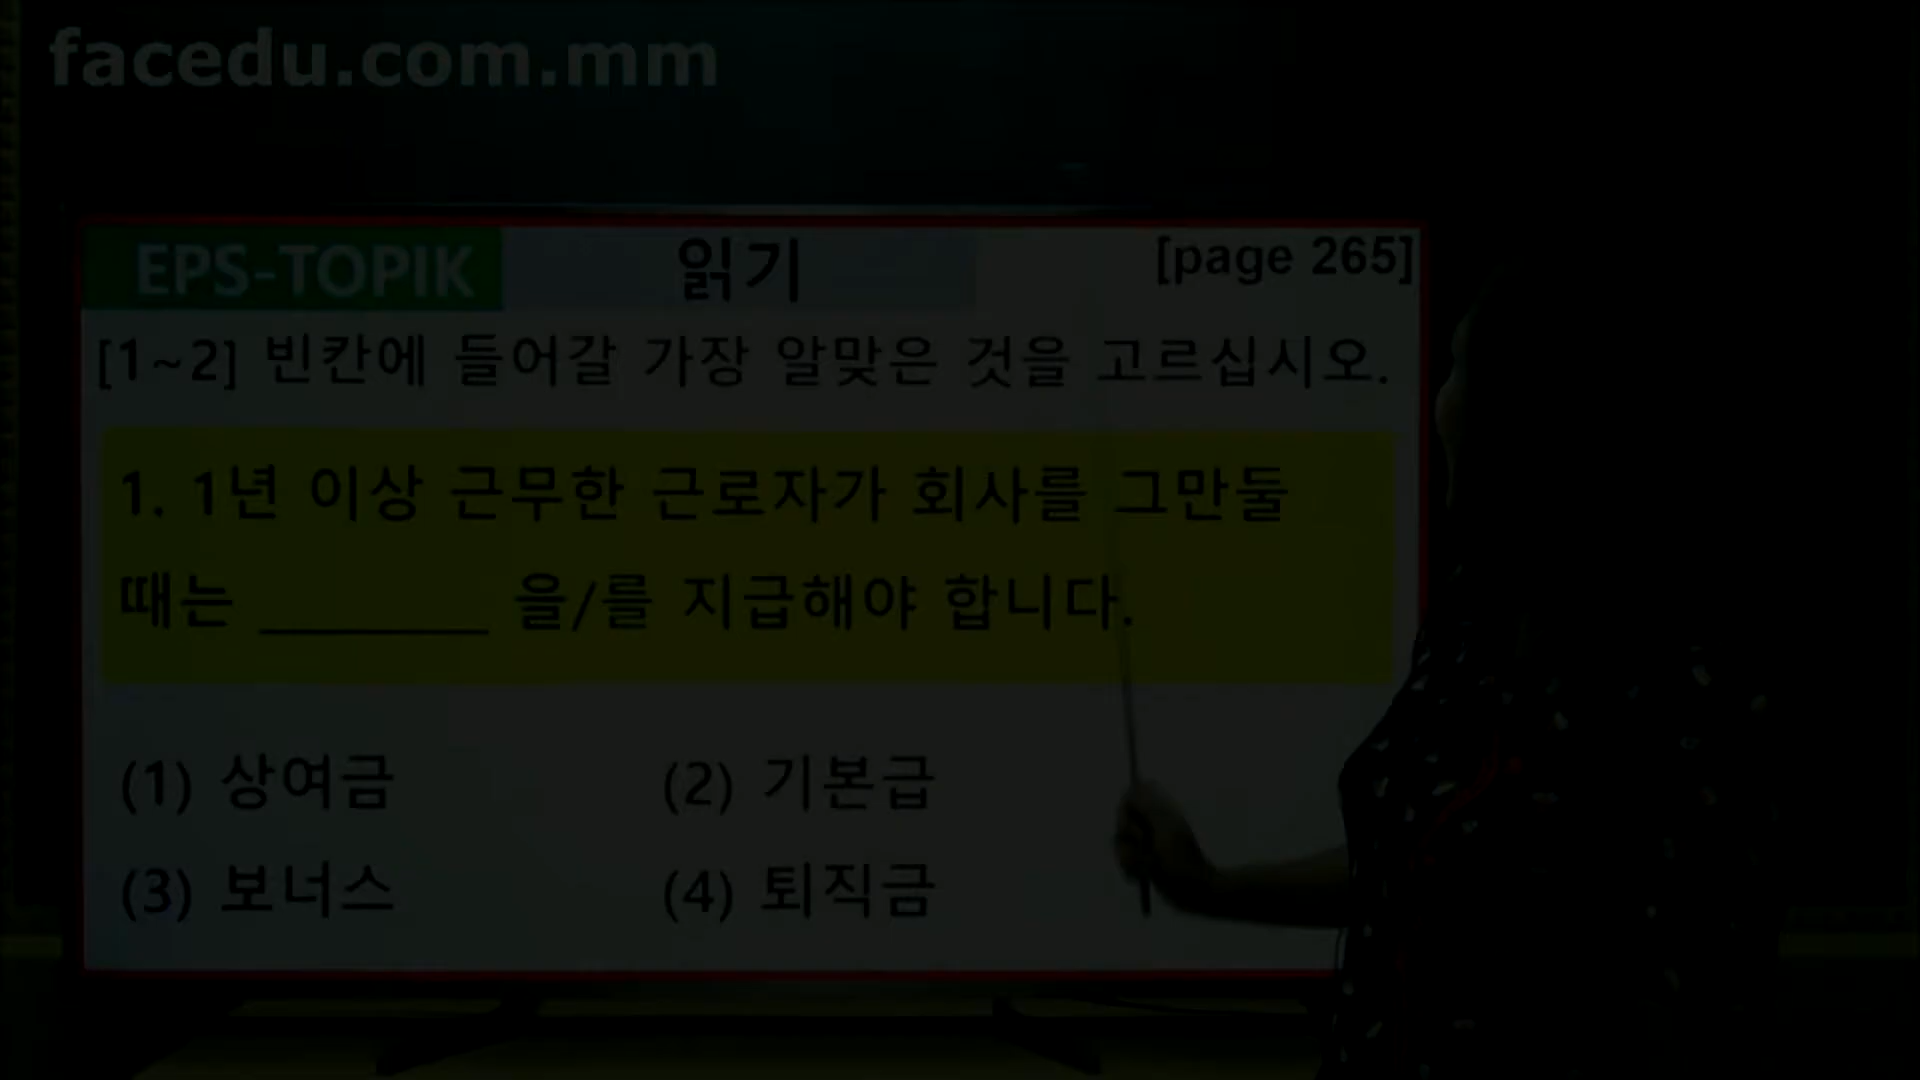 facedu.com.mm
EPS-TOPIK 읽기 [page 265]
[1~2] 빈칸에 들어갈 가장 알맞은 것을 고르십시오.
1. 1년 이상 근무한 근로자가 회사를 그만둘
때는 ________ 을/를 지급해야 합니다.
(1) 상여금 (2) 기본급
(3) 보너스 (4) 퇴직금